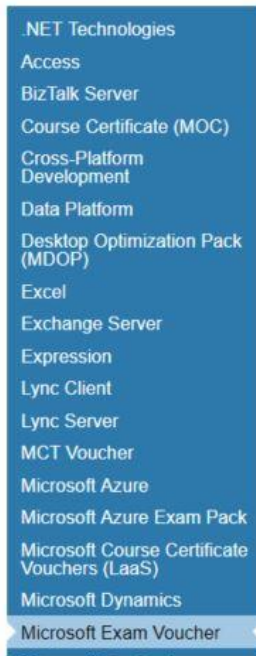 .NET Technologies
Access
BizTalk Server
Course Certificate (MOC)
Cross-Platform
Development
Data Platform
Desktop Optimization Pack
(MDOP)
Excel
Exchange Server
Expression
Lync Client
Lync Server
MCT Voucher
Microsoft Azure
Microsoft Azure Exam Pack
Microsoft Course Certificate
Vouchers (LaaS)
Microsoft Dynamics
Microsoft Exam Voucher